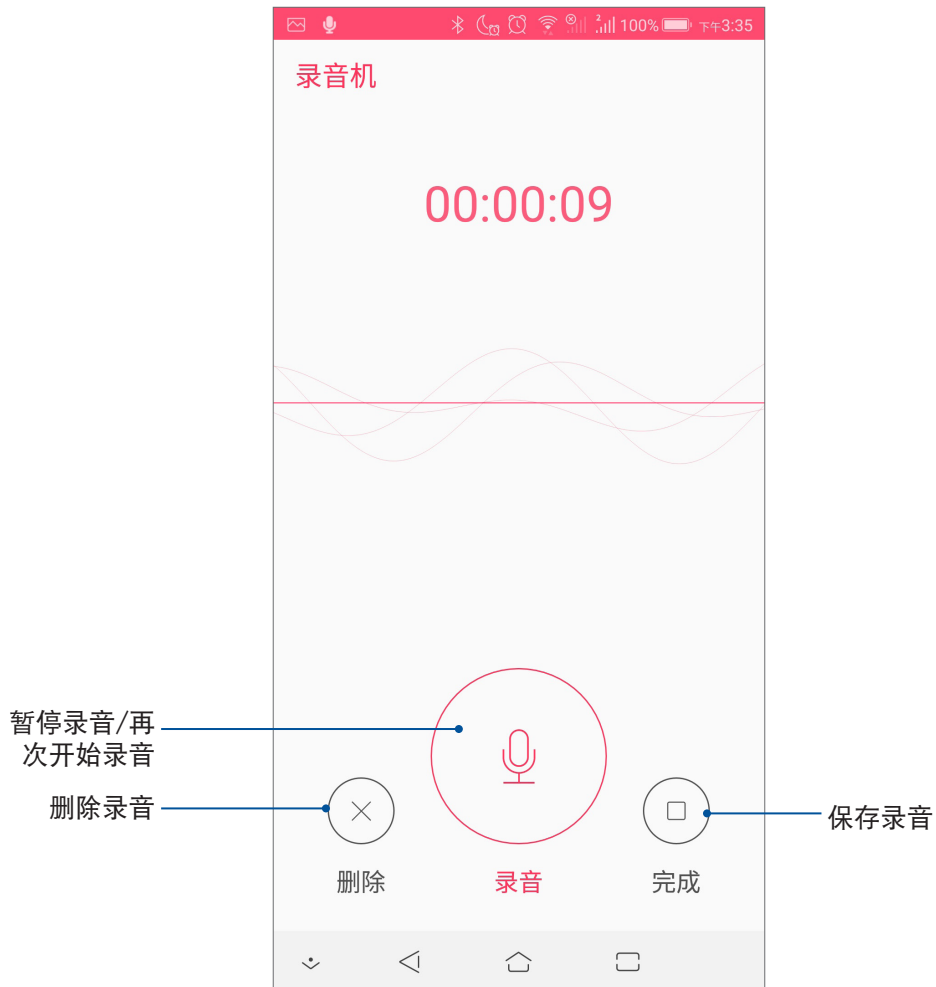 2 100% 下午3:35
录音机
00:00:09
暂停录音/再
次开始录音
删除录音
保存录音
删除
录音
完成